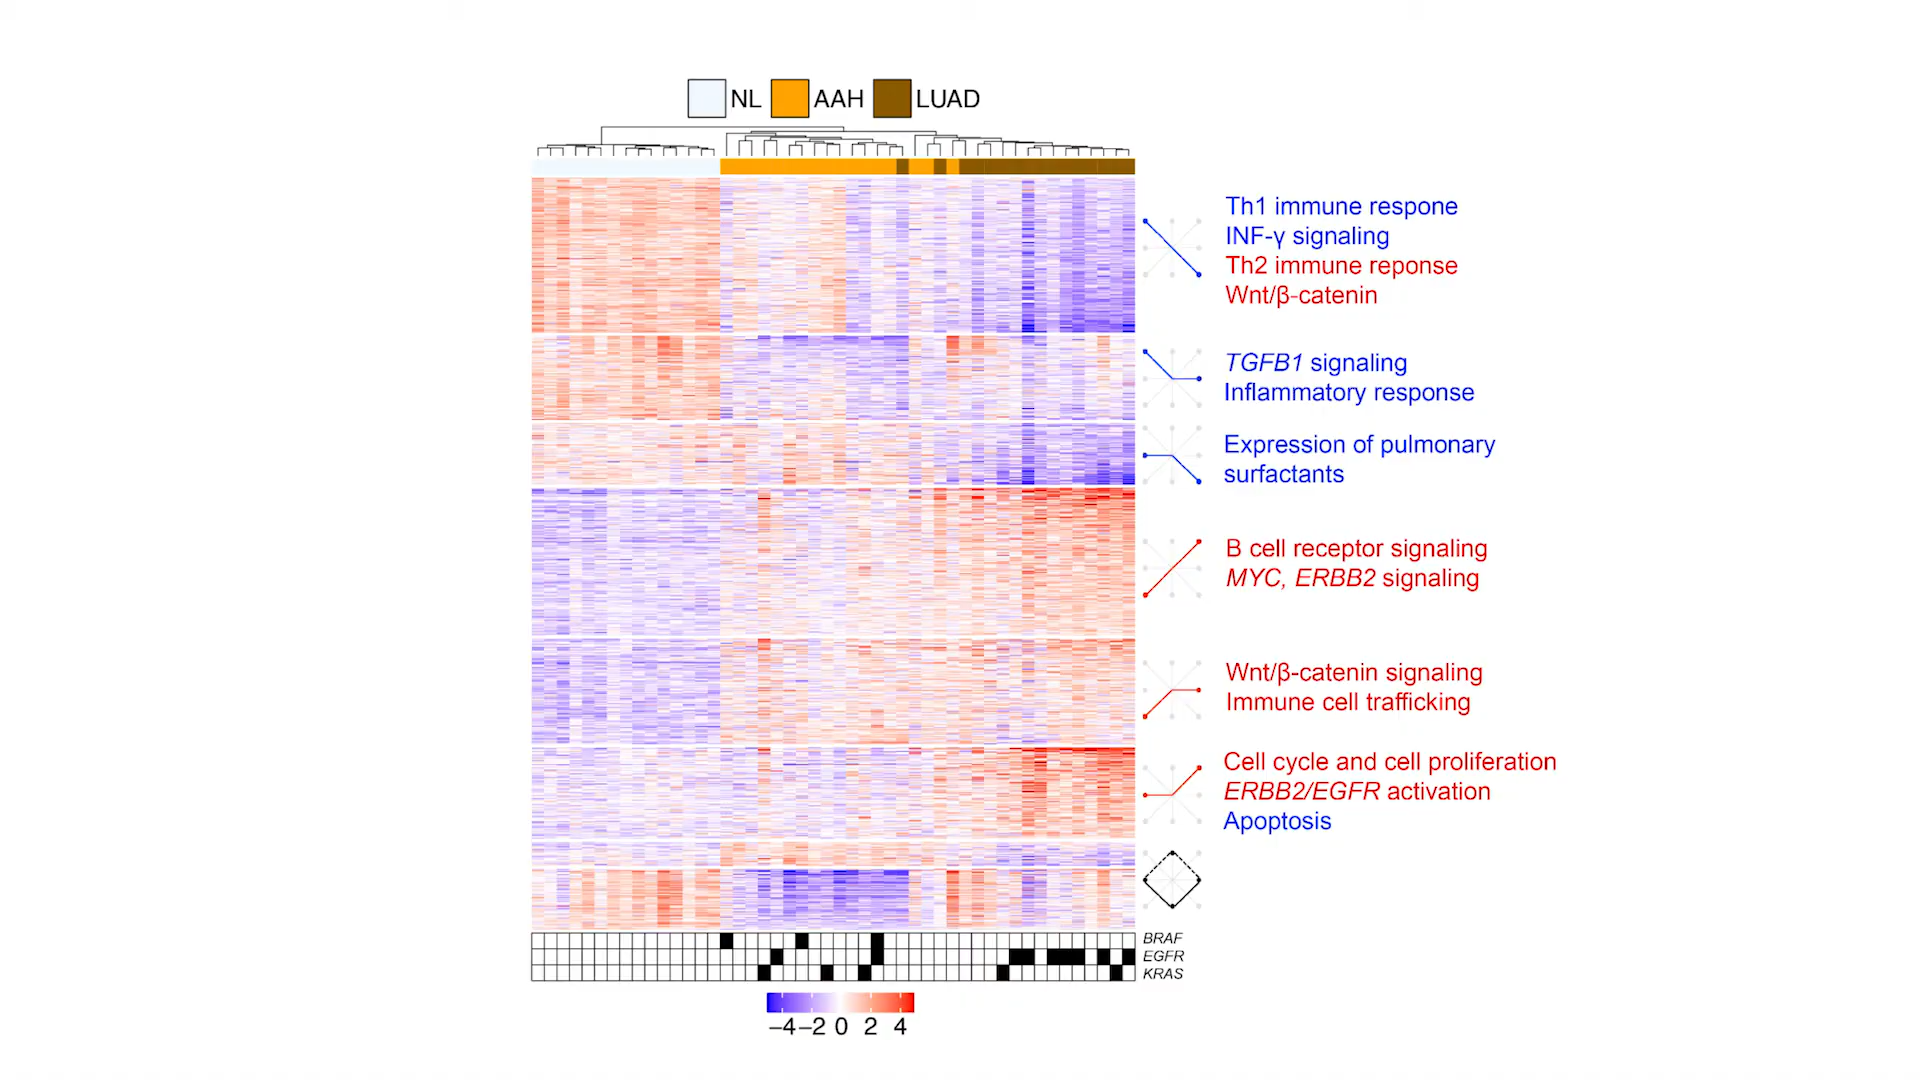 NL AAH LUAD
Th1 immune respone
INF-γ signaling
Th2 immune reponse
Wnt/β-catenin
TGFB1 signaling
Inflammatory response
Expression of pulmonary
surfactants
B cell receptor signaling
MYC, ERBB2 signaling
Wnt/β-catenin signaling
Immune cell trafficking
Cell cycle and cell proliferation
ERBB2/EGFR activation
Apoptosis
BRAF
EGFR
KRAS
−4 −2 0 2 4